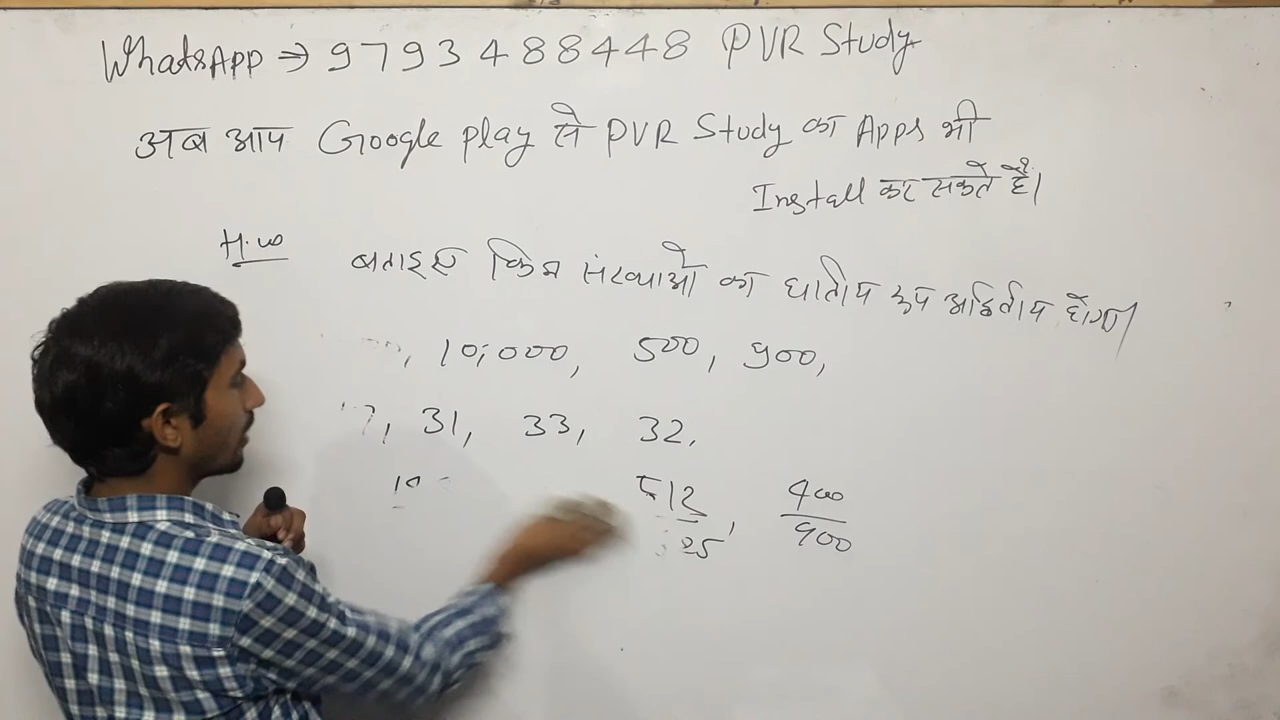 WhatsApp ⇒ 9793488448 PVR Study
अब आप Google play से PVR Study का Apps भी
Install कर सकते है।
H.w
बताइए किन संख्याओं का घातीय रूप अद्वितीय होगा
10,000, 500, 900,
31, 33, 32,
512 400
25, 900